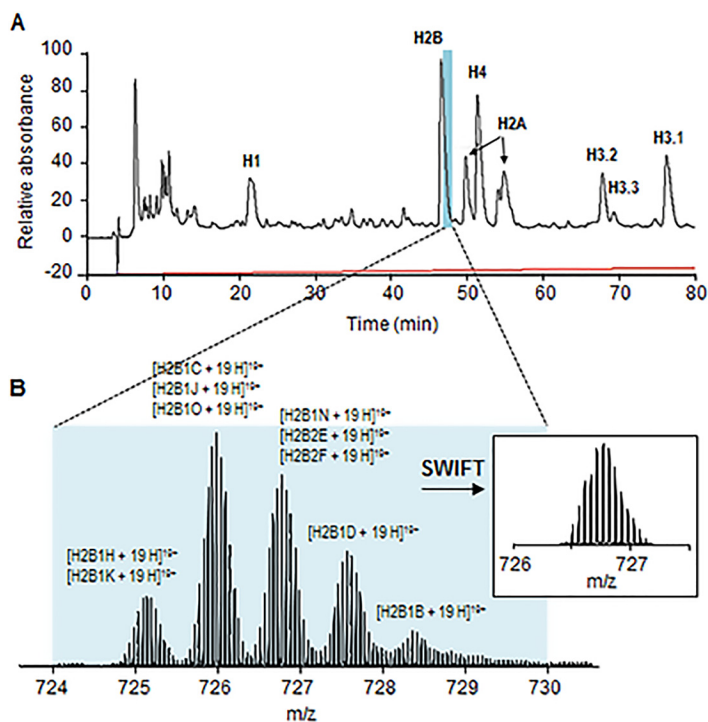 A
Relative absorbance
100
80
60
40
20
0
-20
H1
H2B
H4
H2A
H3.2
H3.3
H3.1
0 10 20 30 40 50 60 70 80
Time (min)
B
[H2B1C + 19 H]¹⁹⁺
[H2B1J + 19 H]¹⁹⁺
[H2B1O + 19 H]¹⁹⁺
[H2B1N + 19 H]¹⁹⁺
[H2B2E + 19 H]¹⁹⁺
[H2B2F + 19 H]¹⁹⁺
SWIFT
[H2B1H + 19 H]¹⁹⁺
[H2B1K + 19 H]¹⁹⁺
[H2B1D + 19 H]¹⁹⁺
[H2B1B + 19 H]¹⁹⁺
726 727
m/z
724 725 726 727 728 729 730
m/z